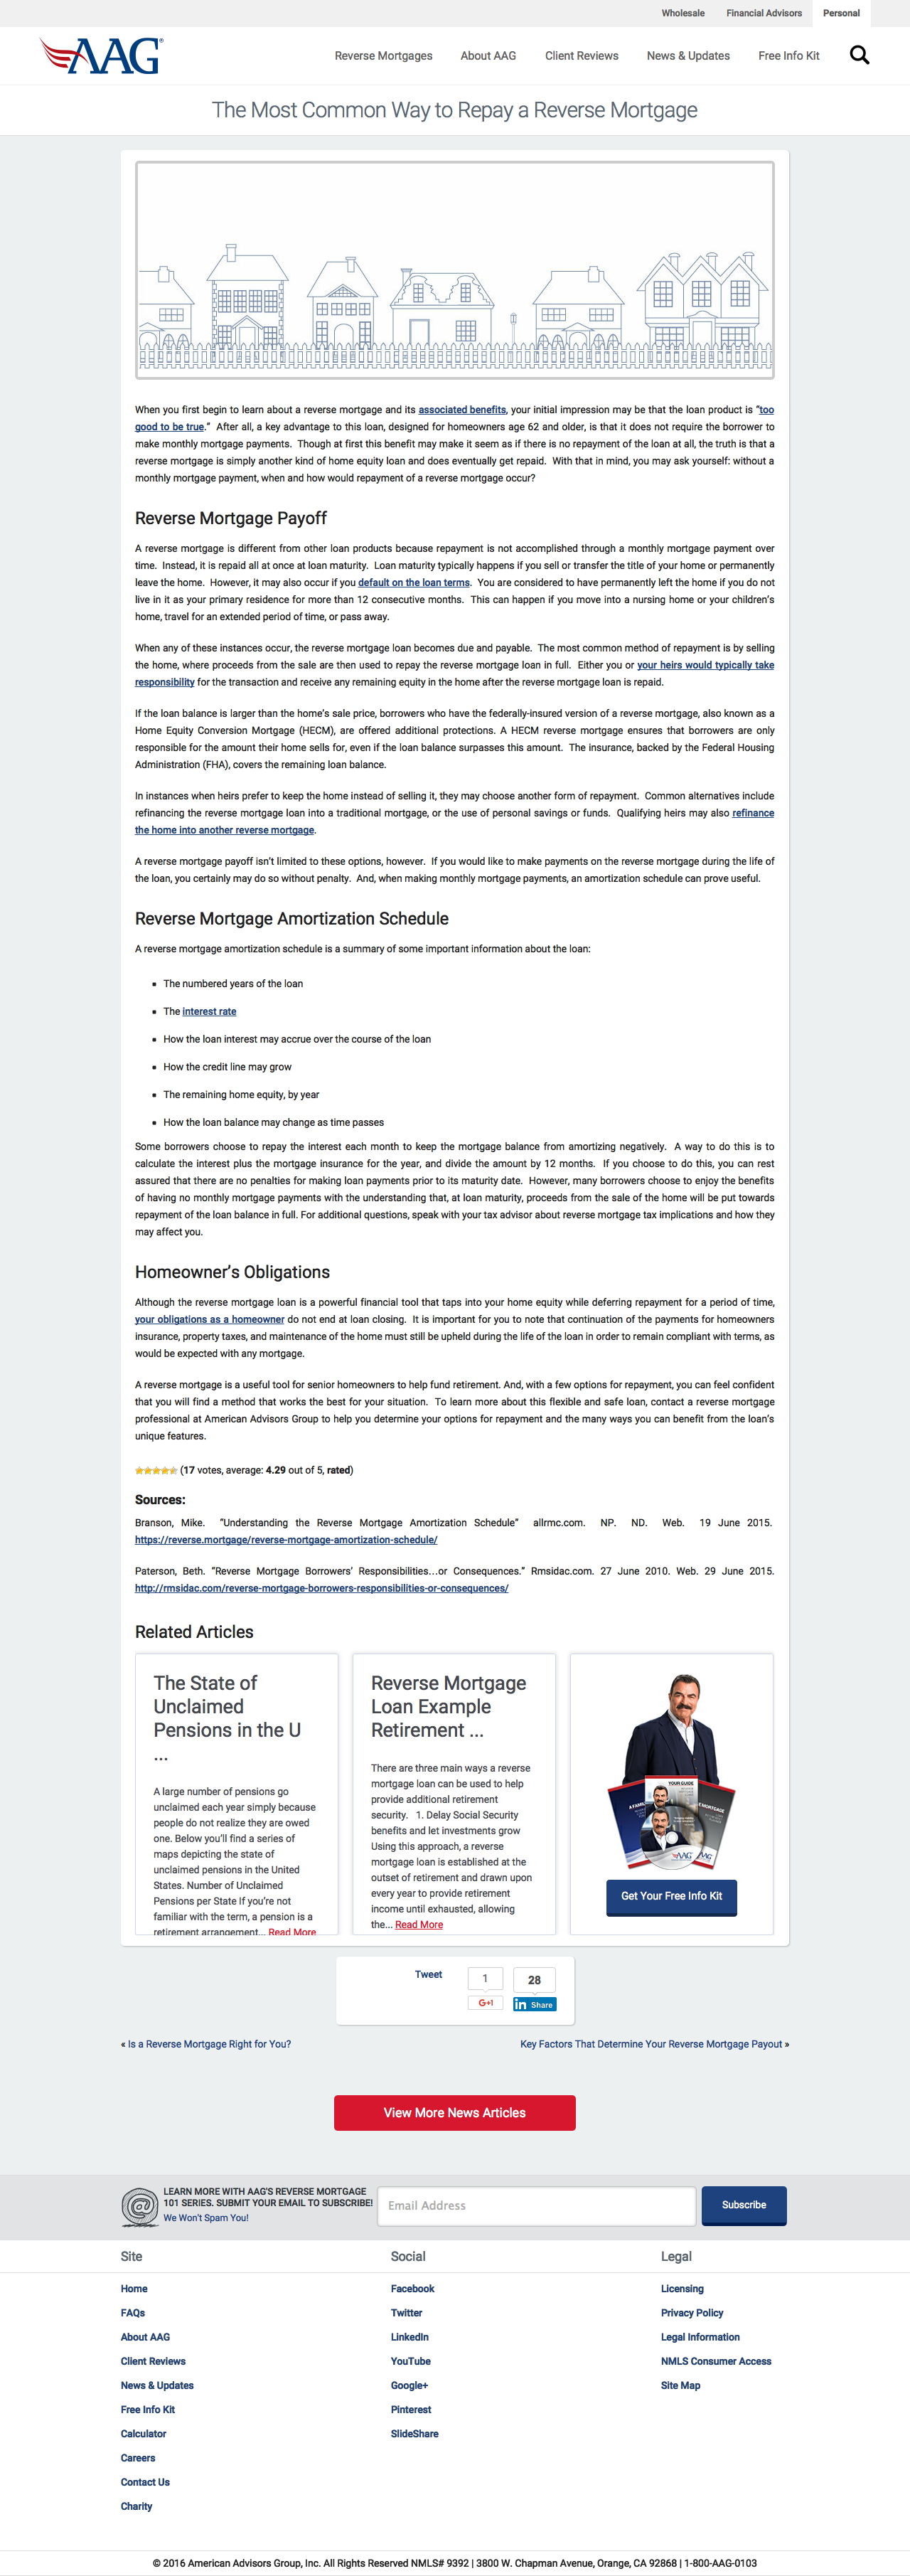 Wholesale Financial Advisors Personal
AAG®
Reverse Mortgages About AAG Client Reviews News & Updates Free Info Kit
The Most Common Way to Repay a Reverse Mortgage
When you first begin to learn about a reverse mortgage and its associated benefits, your initial impression may be that the loan product is “too
good to be true.” After all, a key advantage to this loan, designed for homeowners age 62 and older, is that it does not require the borrower to
make monthly mortgage payments. Though at first this benefit may make it seem as if there is no repayment of the loan at all, the truth is that a
reverse mortgage is simply another kind of home equity loan and does eventually get repaid. With that in mind, you may ask yourself: without a
monthly mortgage payment, when and how would repayment of a reverse mortgage occur?
Reverse Mortgage Payoff
A reverse mortgage is different from other loan products because repayment is not accomplished through a monthly mortgage payment over
time. Instead, it is repaid all at once at loan maturity. Loan maturity typically happens if you sell or transfer the title of your home or permanently
leave the home. However, it may also occur if you default on the loan terms. You are considered to have permanently left the home if you do not
live in it as your primary residence for more than 12 consecutive months. This can happen if you move into a nursing home or your children’s
home, travel for an extended period of time, or pass away.
When any of these instances occur, the reverse mortgage loan becomes due and payable. The most common method of repayment is by selling
the home, where proceeds from the sale are then used to repay the reverse mortgage loan in full. Either you or your heirs would typically take
responsibility for the transaction and receive any remaining equity in the home after the reverse mortgage loan is repaid.
If the loan balance is larger than the home’s sale price, borrowers who have the federally-insured version of a reverse mortgage, also known as a
Home Equity Conversion Mortgage (HECM), are offered additional protections. A HECM reverse mortgage ensures that borrowers are only
responsible for the amount their home sells for, even if the loan balance surpasses this amount. The insurance, backed by the Federal Housing
Administration (FHA), covers the remaining loan balance.
In instances when heirs prefer to keep the home instead of selling it, they may choose another form of repayment. Common alternatives include
refinancing the reverse mortgage loan into a traditional mortgage, or the use of personal savings or funds. Qualifying heirs may also refinance
the home into another reverse mortgage.
A reverse mortgage payoff isn’t limited to these options, however. If you would like to make payments on the reverse mortgage during the life of
the loan, you certainly may do so without penalty. And, when making monthly mortgage payments, an amortization schedule can prove useful.
Reverse Mortgage Amortization Schedule
A reverse mortgage amortization schedule is a summary of some important information about the loan:
The numbered years of the loan
The interest rate
How the loan interest may accrue over the course of the loan
How the credit line may grow
The remaining home equity, by year
How the loan balance may change as time passes
Some borrowers choose to repay the interest each month to keep the mortgage balance from amortizing negatively. A way to do this is to
calculate the interest plus the mortgage insurance for the year, and divide the amount by 12 months. If you choose to do this, you can rest
assured that there are no penalties for making loan payments prior to its maturity date. However, many borrowers choose to enjoy the benefits
of having no monthly mortgage payments with the understanding that, at loan maturity, proceeds from the sale of the home will be put towards
repayment of the loan balance in full. For additional questions, speak with your tax advisor about reverse mortgage tax implications and how they
may affect you.
Homeowner’s Obligations
Although the reverse mortgage loan is a powerful financial tool that taps into your home equity while deferring repayment for a period of time,
your obligations as a homeowner do not end at loan closing. It is important for you to note that continuation of the payments for homeowners
insurance, property taxes, and maintenance of the home must still be upheld during the life of the loan in order to remain compliant with terms, as
would be expected with any mortgage.
A reverse mortgage is a useful tool for senior homeowners to help fund retirement. And, with a few options for repayment, you can feel confident
that you will find a method that works the best for your situation. To learn more about this flexible and safe loan, contact a reverse mortgage
professional at American Advisors Group to help you determine your options for repayment and the many ways you can benefit from the loan’s
unique features.
(17 votes, average: 4.29 out of 5, rated)
Sources:
Branson, Mike. “Understanding the Reverse Mortgage Amortization Schedule” allrmc.com. NP. ND. Web. 19 June 2015.
https://reverse.mortgage/reverse-mortgage-amortization-schedule/
Paterson, Beth. “Reverse Mortgage Borrowers’ Responsibilities…or Consequences.” Rmsidac.com. 27 June 2010. Web. 29 June 2015.
http://rmsidac.com/reverse-mortgage-borrowers-responsibilities-or-consequences/
Related Articles
The State of
Unclaimed
Pensions in the U
...
A large number of pensions go
unclaimed each year simply because
people do not realize they are owed
one. Below you’ll find a series of
maps depicting the state of
unclaimed pensions in the United
States. Number of Unclaimed
Pensions per State If you’re not
familiar with the term, a pension is a
retirement arrangement... Read More
Reverse Mortgage
Loan Example
Retirement ...
There are three main ways a reverse
mortgage loan can be used to help
provide additional retirement
security. 1. Delay Social Security
benefits and let investments grow
Using this approach, a reverse
mortgage loan is established at the
outset of retirement and drawn upon
every year to provide retirement
income until exhausted, allowing
the... Read More
YOUR GUIDE
AAG
AAG
Get Your Free Info Kit
Tweet
1
G+1
28
in Share
« Is a Reverse Mortgage Right for You?
Key Factors That Determine Your Reverse Mortgage Payout »
View More News Articles
LEARN MORE WITH AAG'S REVERSE MORTGAGE
101 SERIES. SUBMIT YOUR EMAIL TO SUBSCRIBE!
We Won't Spam You!
Email Address
Subscribe
Site
Home
FAQs
About AAG
Client Reviews
News & Updates
Free Info Kit
Calculator
Careers
Contact Us
Charity
Social
Facebook
Twitter
LinkedIn
YouTube
Google+
Pinterest
SlideShare
Legal
Licensing
Privacy Policy
Legal Information
NMLS Consumer Access
Site Map
© 2016 American Advisors Group, Inc. All Rights Reserved NMLS# 9392 | 3800 W. Chapman Avenue, Orange, CA 92868 | 1-800-AAG-0103